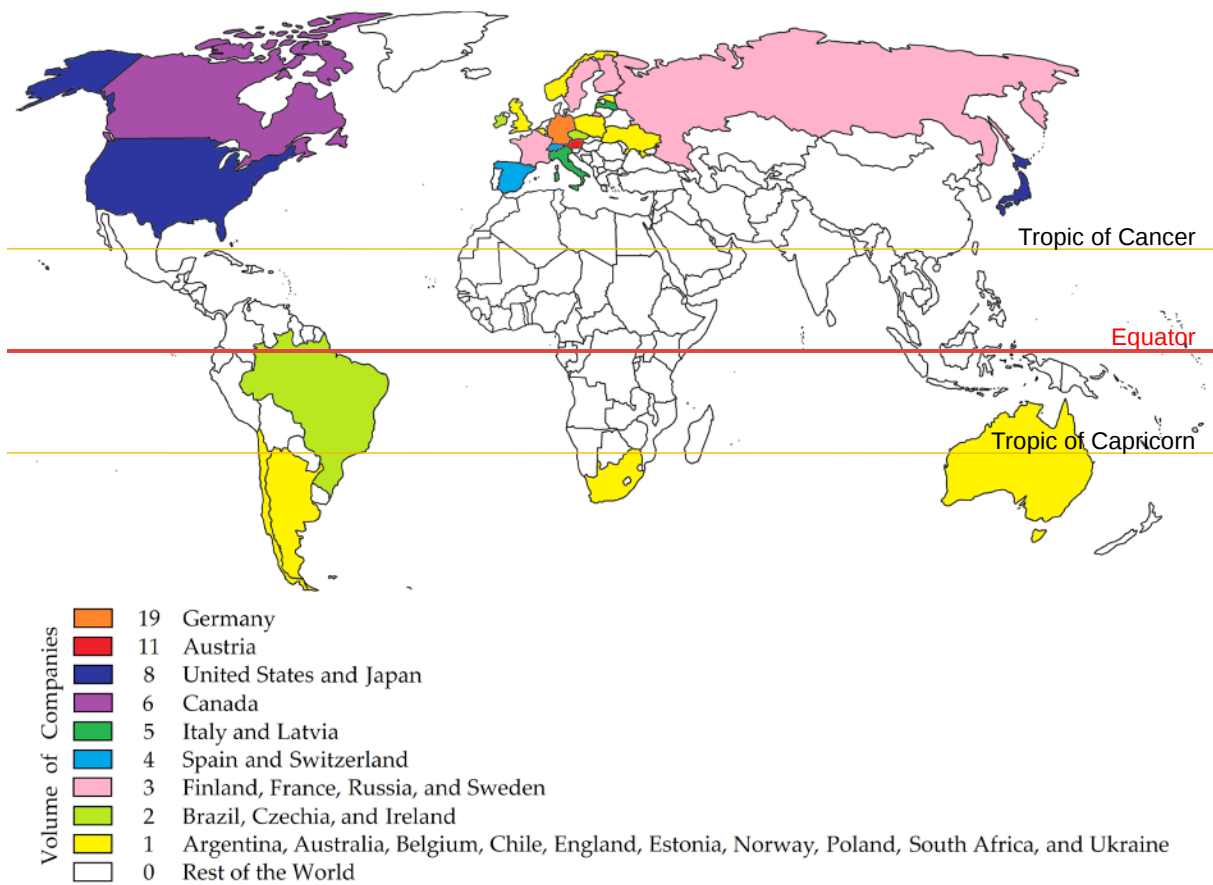 Tropic of Cancer
Equator
Tropic of Capricorn
Volume of Companies
19 Germany
11 Austria
8 United States and Japan
6 Canada
5 Italy and Latvia
4 Spain and Switzerland
3 Finland, France, Russia, and Sweden
2 Brazil, Czechia, and Ireland
1 Argentina, Australia, Belgium, Chile, England, Estonia, Norway, Poland, South Africa, and Ukraine
0 Rest of the World